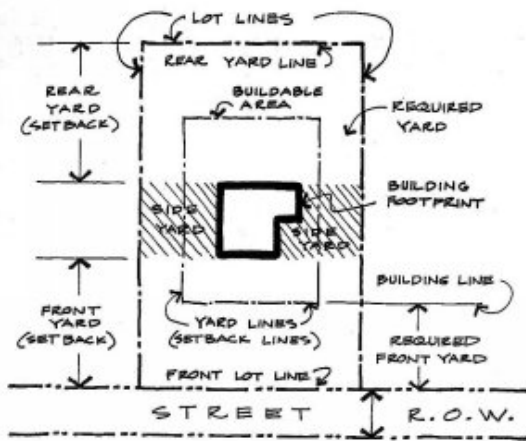 LOT LINES
REAR YARD LINE
REAR
YARD
(SETBACK)
BUILDABLE
AREA
REQUIRED
YARD
SIDE
YARD
BUILDING
FOOTPRINT
SIDE
YARD
FRONT
YARD
(SETBACK)
YARD LINES
(SETBACK LINES)
BUILDING LINE
REQUIRED
FRONT YARD
FRONT LOT LINE
STREET
R.O.W.